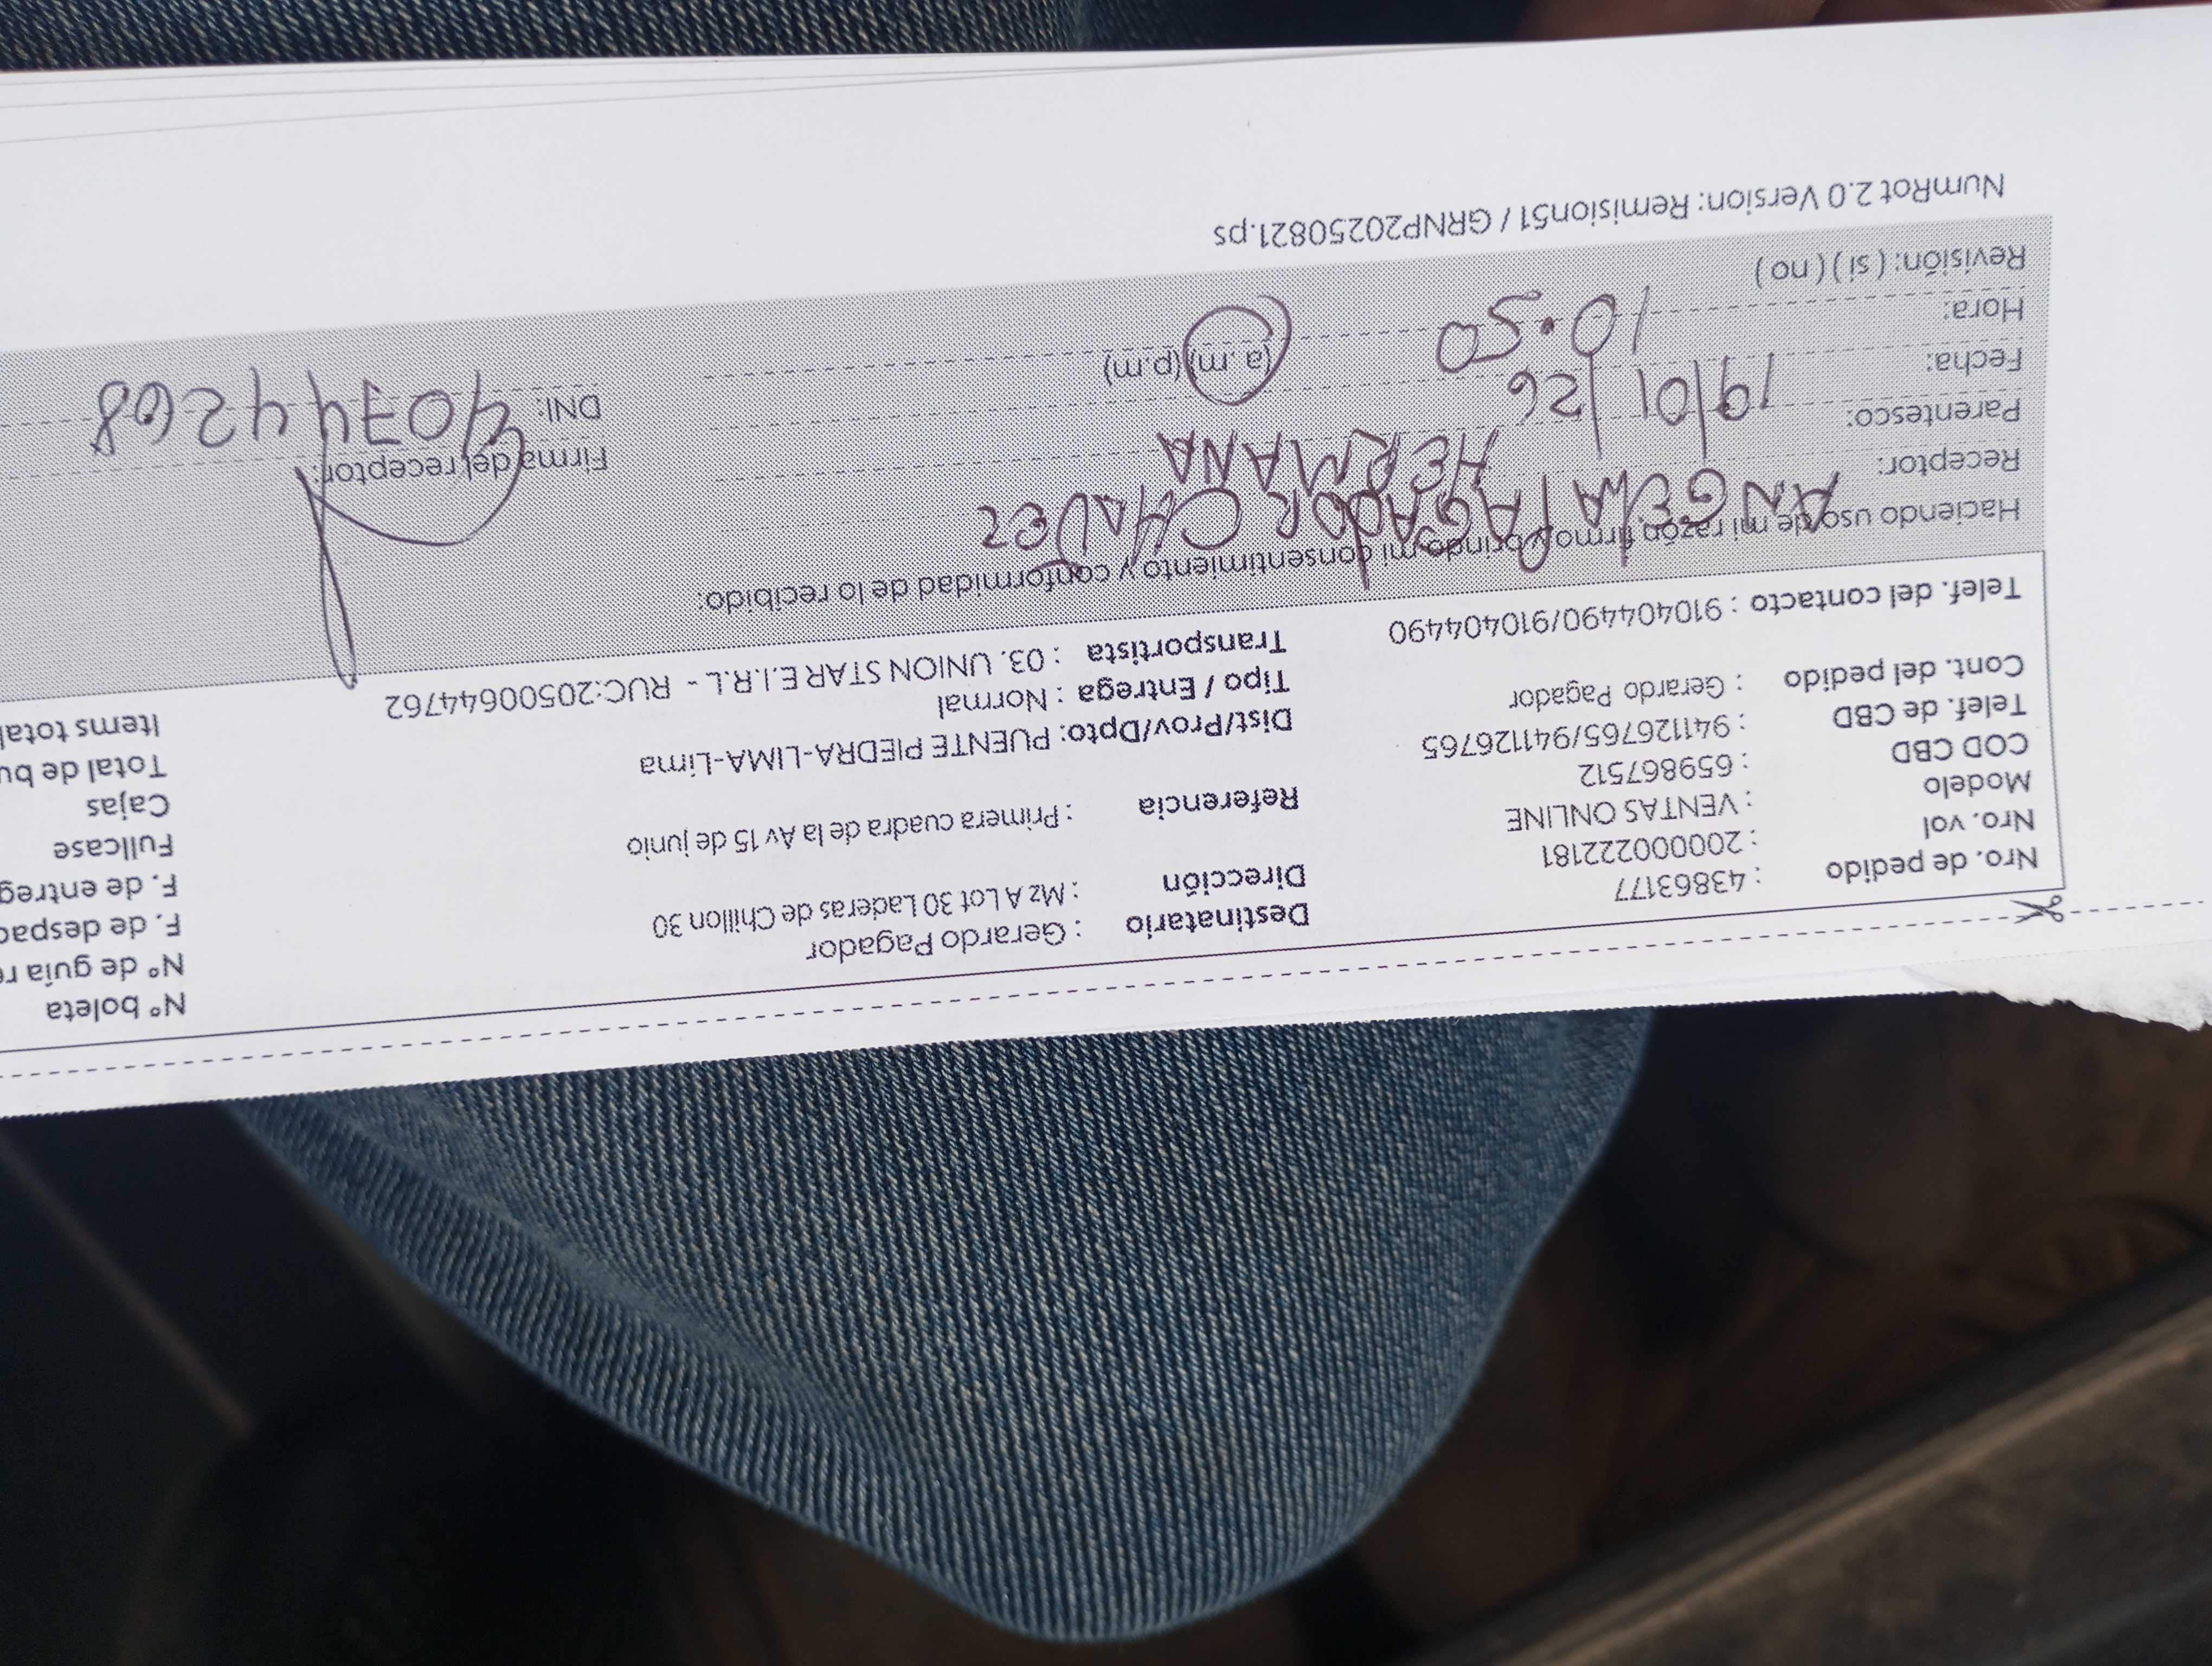 Nro. de pedido : 43863177
Nro. vol : 2000022281
Modelo : VENTAS ONLINE
COD CBD : 659867512
Telef. de CBD : 941126765/941126765
Cont. del pedido : Gerardo Pagador
Telef. del contacto : 910404490/910404490
Destinatario : Gerardo Pagador
Dirección : Mz A Lot 30 Laderas de Chillon 30
Referencia : Primera cuadra de la Av 15 de junio
Dist/Prov/Dpto: PUENTE PIEDRA-LIMA-Lima
Tipo / Entrega : Normal
Transportista : 03. UNION STAR E.I.R.L - RUC:20500644762
N° boleta
N° de guía r
F. de despac
F. de entreg
Fullcase
Cajas
Total de bu
Items total
Haciendo uso de mi razón, firmo y brindo mi consentimiento y conformidad de lo recibido:
Receptor: ANGELA PAGADOR CHAVEZ
Parentesco: HERMANA
Fecha: 19/01/26
Hora: 10:50 (a.m) (p.m)
Revisión: ( si ) ( no )
Firma del receptor:
DNI: 40744268
NumRot 2.0 Version: Remision51 / GRNP20250821.ps